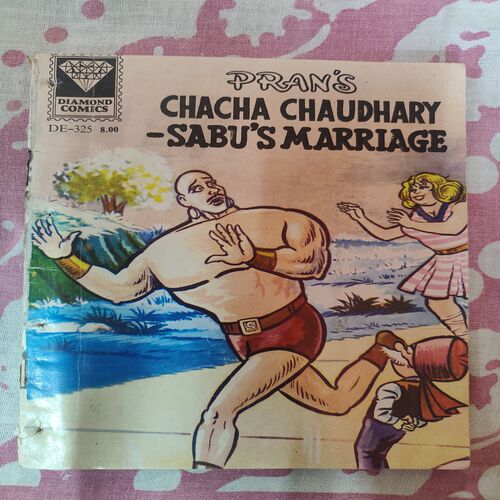 DIAMOND
COMICS
DE-325 8.00
PRAN'S
CHACHA CHAUDHARY
-SABU'S MARRIAGE
S